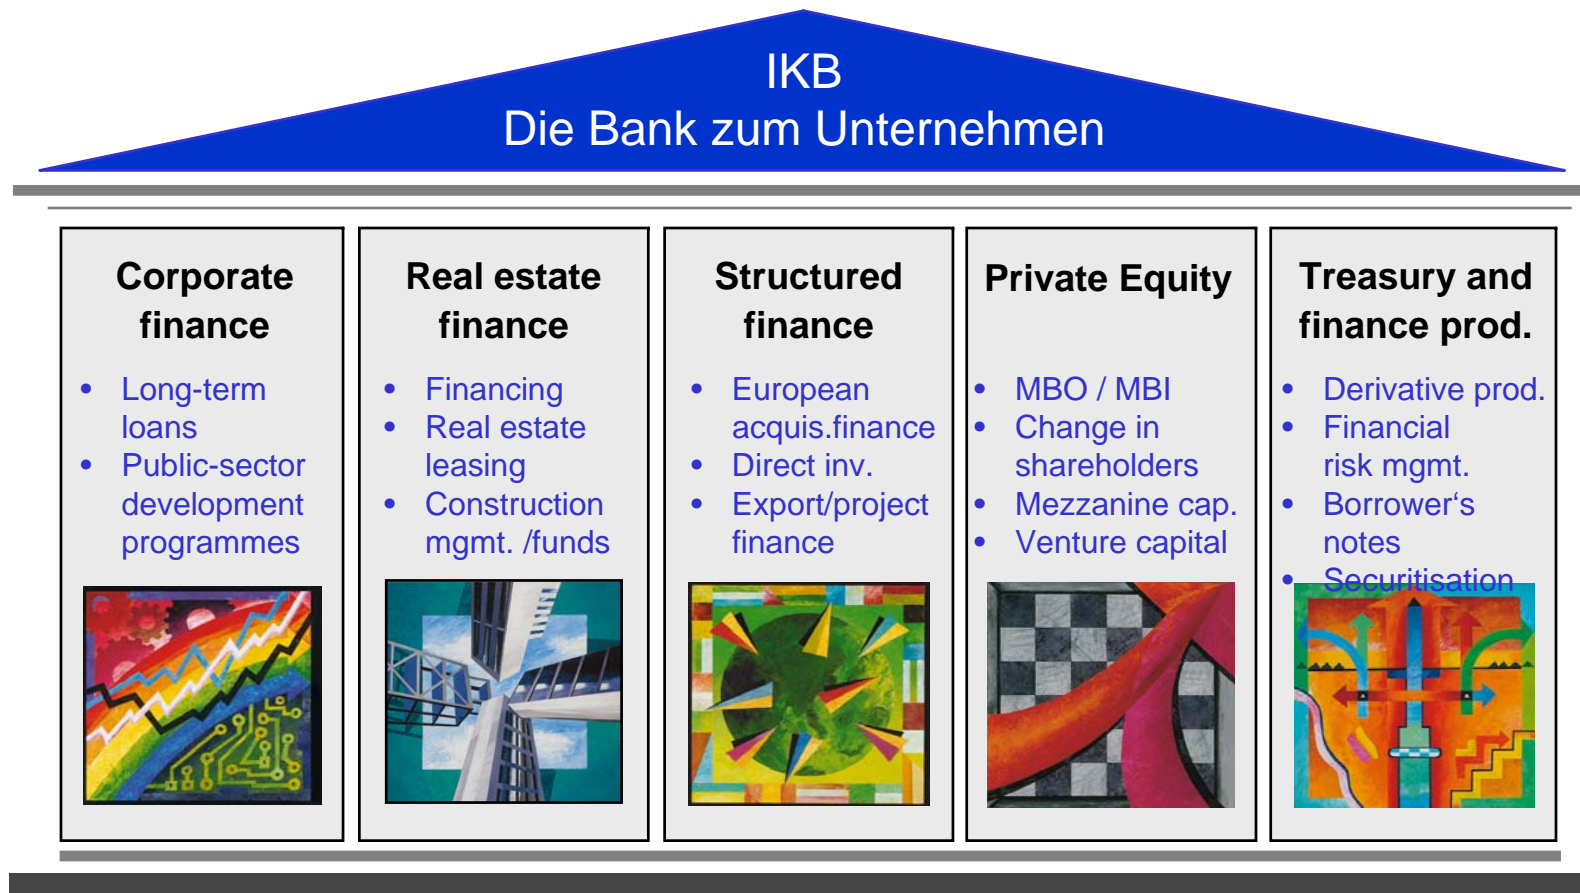 IKB
Die Bank zum Unternehmen
Corporate
finance
• Long-term
loans
• Public-sector
development
programmes
Real estate
finance
• Financing
• Real estate
leasing
• Construction
mgmt. /funds
Structured
finance
• European
acquis.finance
• Direct inv.
• Export/project
finance
Private Equity
• MBO / MBI
• Change in
shareholders
• Mezzanine cap.
• Venture capital
Treasury and
finance prod.
• Derivative prod.
• Financial
risk mgmt.
• Borrower‘s
notes
• Securitisation